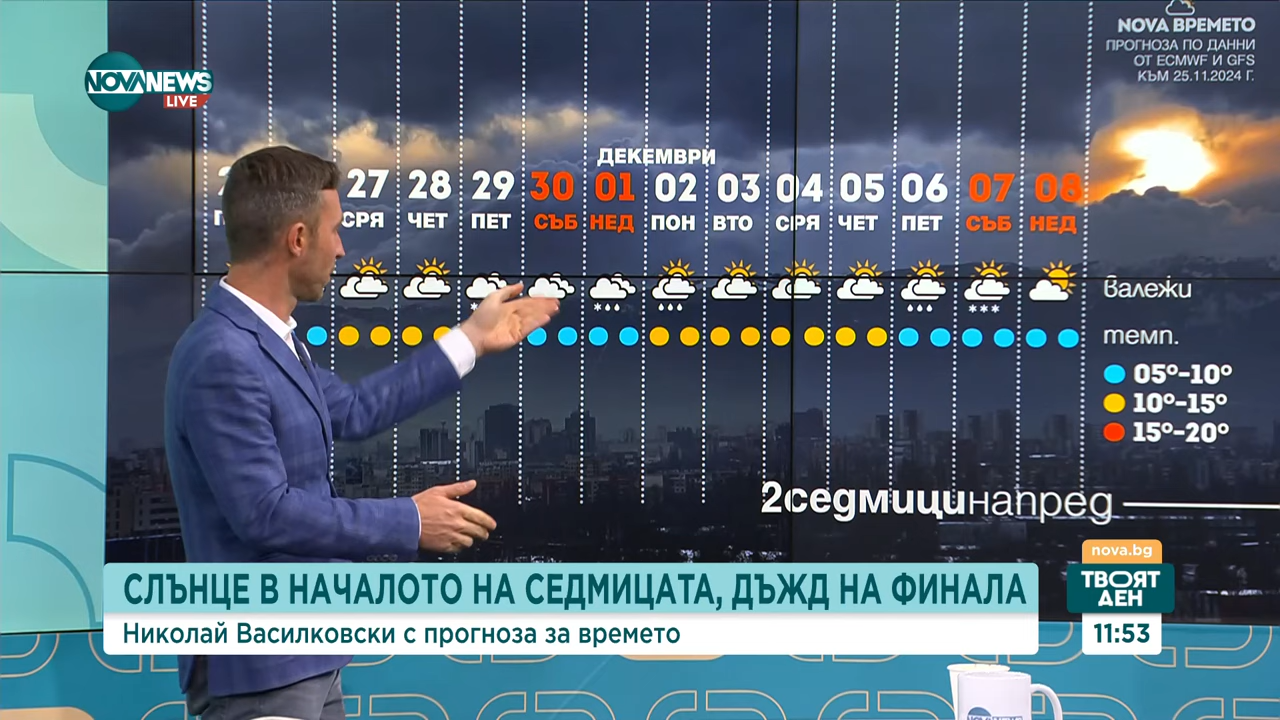 NOVANEWS
LIVE
NOVA ВРЕМЕТО
ПРОГНОЗА ПО ДАННИ
ОТ ECMWF И GFS
КЪМ 25.11.2024 Г.
ДЕКЕМВРИ
27 28 29 30 01 02 03 04 05 06 07 08
СРЯ ЧЕТ ПЕТ СЪБ НЕД ПОН ВТО СРЯ ЧЕТ ПЕТ СЪБ НЕД
валежи
темп.
05°-10°
10°-15°
15°-20°
2седмицинапред
nova.bg
ТВОЯТ
ДЕН
11:53
СЛЪНЦЕ В НАЧАЛОТО НА СЕДМИЦАТА, ДЪЖД НА ФИНАЛА
Николай Василковски с прогноза за времето
NOVANEWS